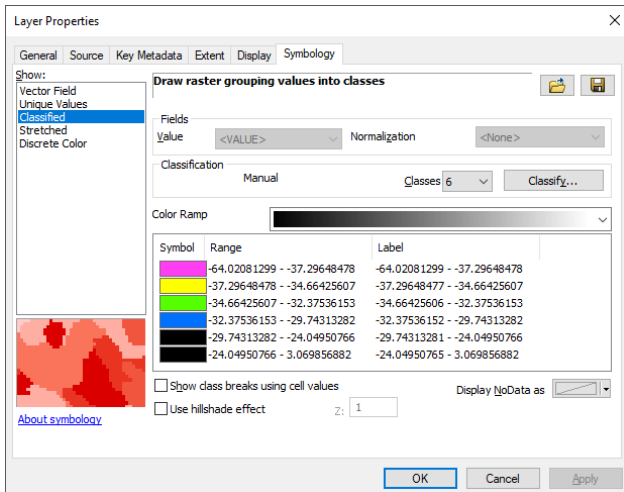 Layer Properties
General Source Key Metadata Extent Display Symbology
Show:
Vector Field
Unique Values
Classified
Stretched
Discrete Color
About symbology
Draw raster grouping values into classes
Fields
Value <VALUE> Normalization <None>
Classification
Manual Classes 6 Classify...
Color Ramp
Symbol Range Label
-64.02081299 - -37.29648478 -64.02081299 - -37.29648478
-37.29648478 - -34.66425607 -37.29648477 - -34.66425607
-34.66425607 - -32.37536153 -34.66425606 - -32.37536153
-32.37536153 - -29.74313282 -32.37536152 - -29.74313282
-29.74313282 - -24.04950766 -29.74313281 - -24.04950766
-24.04950766 - 3.069856882 -24.04950765 - 3.069856882
Show class breaks using cell values Display NoData as
Use hillshade effect Z: 1
OK Cancel Apply